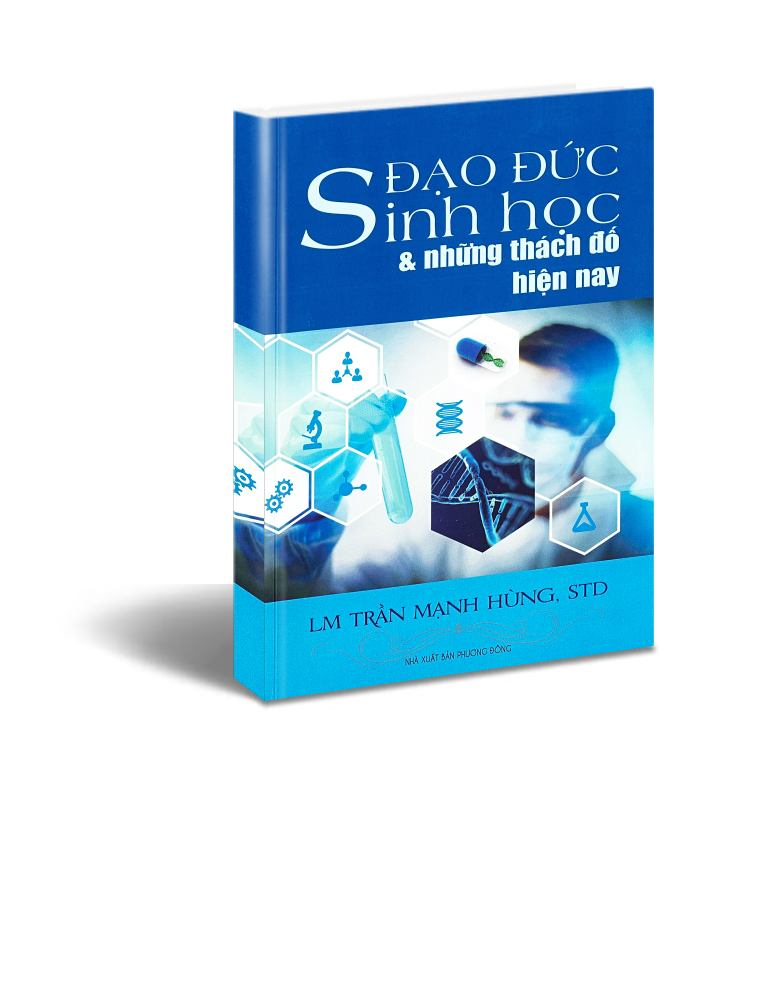 ĐẠO ĐỨC
Sinh học
& những thách đố
hiện nay
LM TRẦN MẠNH HÙNG, STD
NHÀ XUẤT BẢN PHƯƠNG ĐÔNG